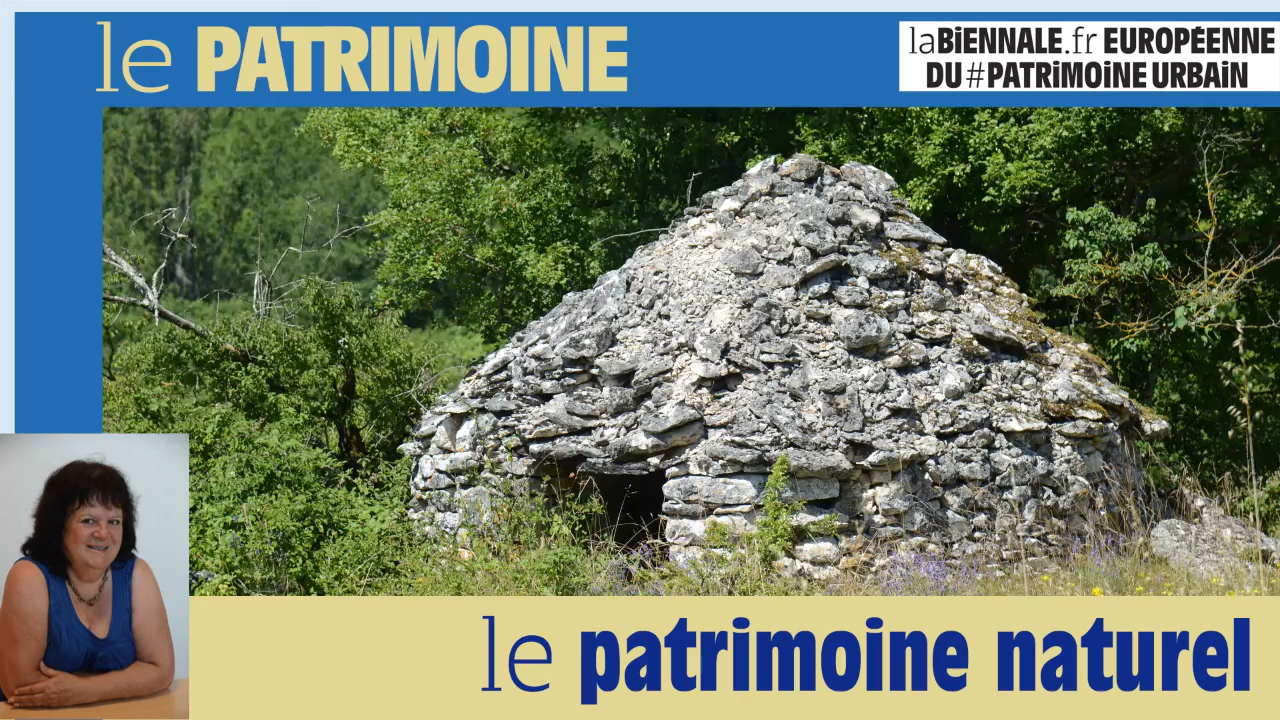 le PATRIMOINE
laBiENNALE.fr EUROPÉENNE
DU#PATRiMOiNE URBAiN
le patrimoine naturel